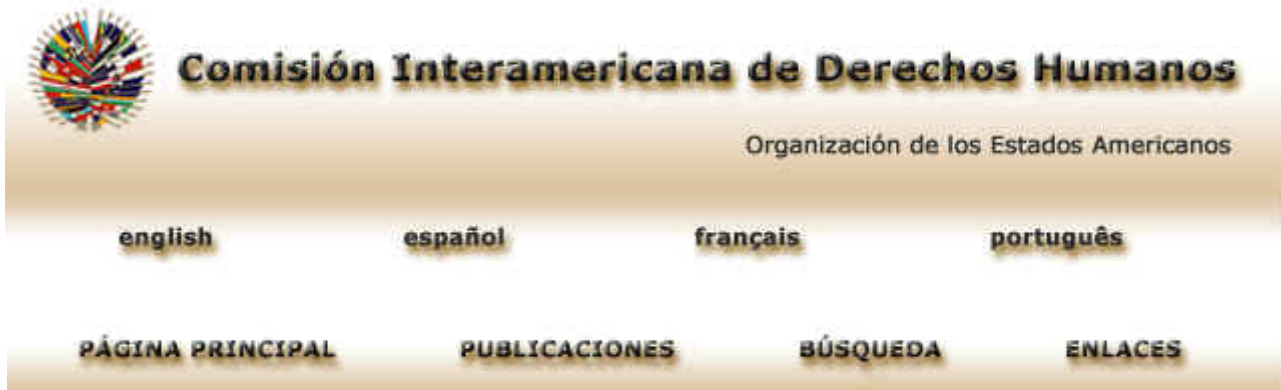 Comisión Interamericana de Derechos Humanos
Organización de los Estados Americanos
english español français português
PÁGINA PRINCIPAL PUBLICACIONES BÚSQUEDA ENLACES